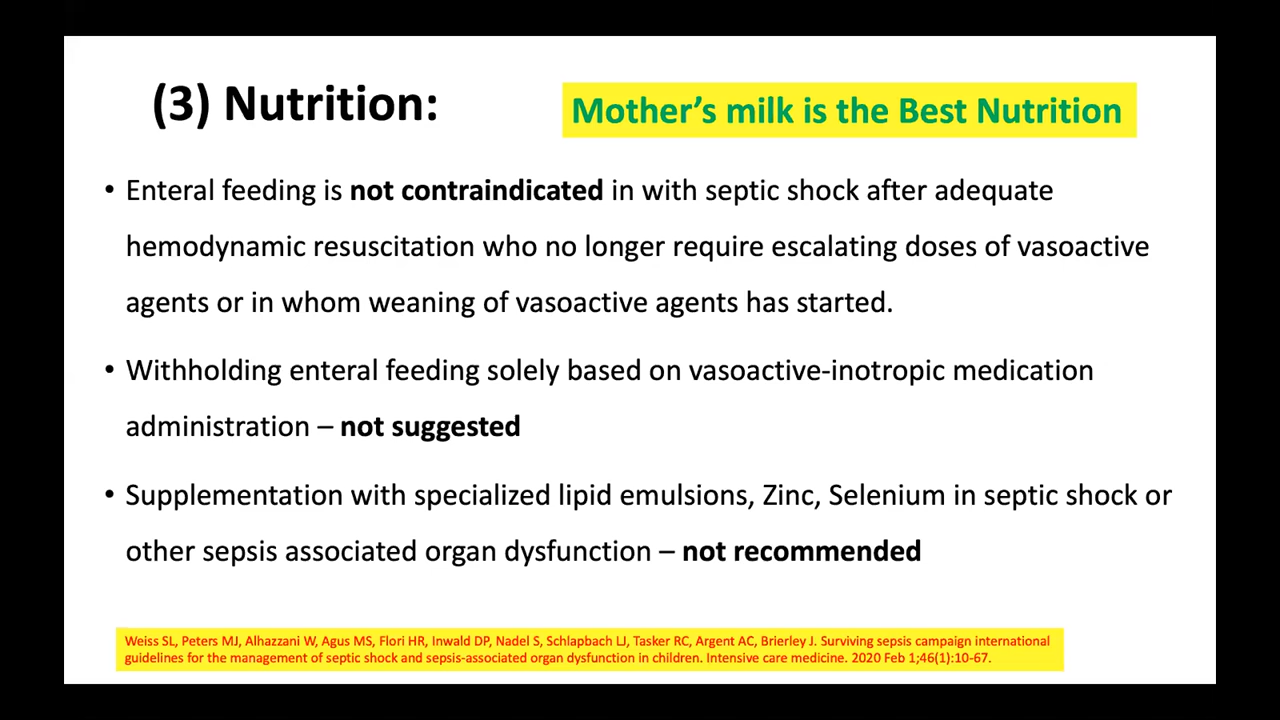 (3) Nutrition:
Mother’s milk is the Best Nutrition
• Enteral feeding is not contraindicated in with septic shock after adequate
hemodynamic resuscitation who no longer require escalating doses of vasoactive
agents or in whom weaning of vasoactive agents has started.
• Withholding enteral feeding solely based on vasoactive-inotropic medication
administration – not suggested
• Supplementation with specialized lipid emulsions, Zinc, Selenium in septic shock or
other sepsis associated organ dysfunction – not recommended
Weiss SL, Peters MJ, Alhazzani W, Agus MS, Flori HR, Inwald DP, Nadel S, Schlapbach LJ, Tasker RC, Argent AC, Brierley J. Surviving sepsis campaign international
guidelines for the management of septic shock and sepsis-associated organ dysfunction in children. Intensive care medicine. 2020 Feb 1;46(1):10-67.